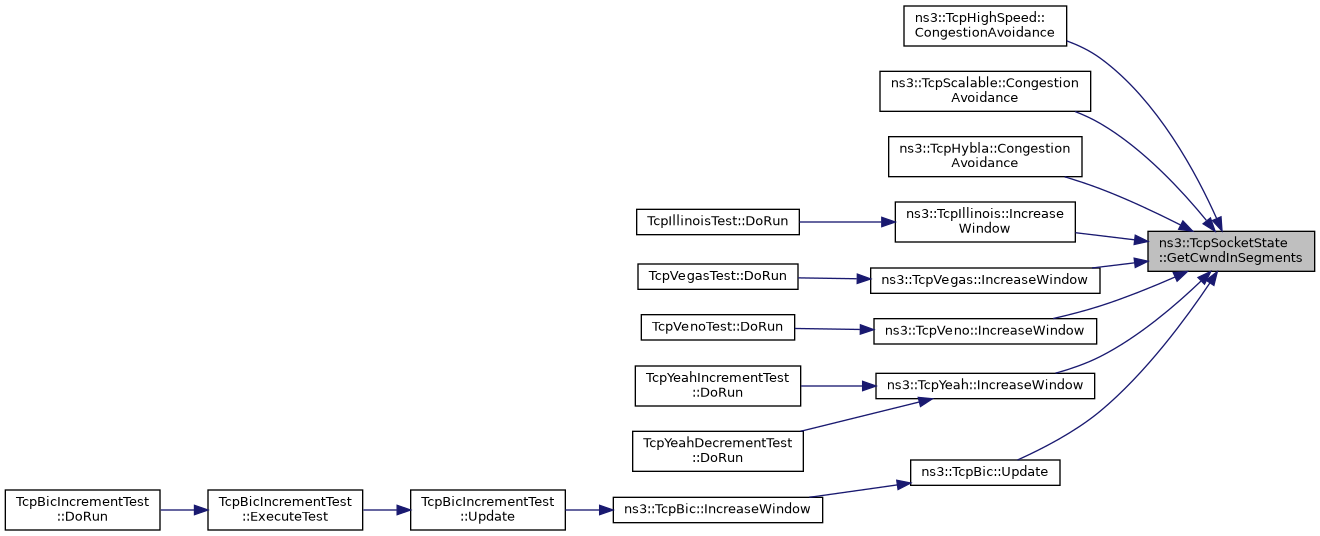 ns3::TcpHighSpeed::
CongestionAvoidance
ns3::TcpScalable::Congestion
Avoidance
ns3::TcpHybla::Congestion
Avoidance
TcpIllinoisTest::DoRun
ns3::TcpIllinois::Increase
Window
ns3::TcpSocketState
::GetCwndInSegments
TcpVegasTest::DoRun
ns3::TcpVegas::IncreaseWindow
TcpVenoTest::DoRun
ns3::TcpVeno::IncreaseWindow
TcpYeahIncrementTest
::DoRun
ns3::TcpYeah::IncreaseWindow
TcpYeahDecrementTest
::DoRun
ns3::TcpBic::Update
TcpBicIncrementTest
::DoRun
TcpBicIncrementTest
::ExecuteTest
TcpBicIncrementTest
::Update
ns3::TcpBic::IncreaseWindow